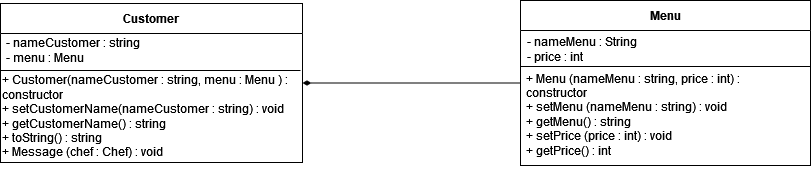 Customer
- nameCustomer : string
- menu : Menu
+ Customer(nameCustomer : string, menu : Menu ) :
constructor
+ setCustomerName(nameCustomer : string) : void
+ getCustomerName() : string
+ toString() : string
+ Message (chef : Chef) : void
Menu
- nameMenu : String
- price : int
+ Menu (nameMenu : string, price : int) :
constructor
+ setMenu (nameMenu : string) : void
+ getMenu() : string
+ setPrice (price : int) : void
+ getPrice() : int